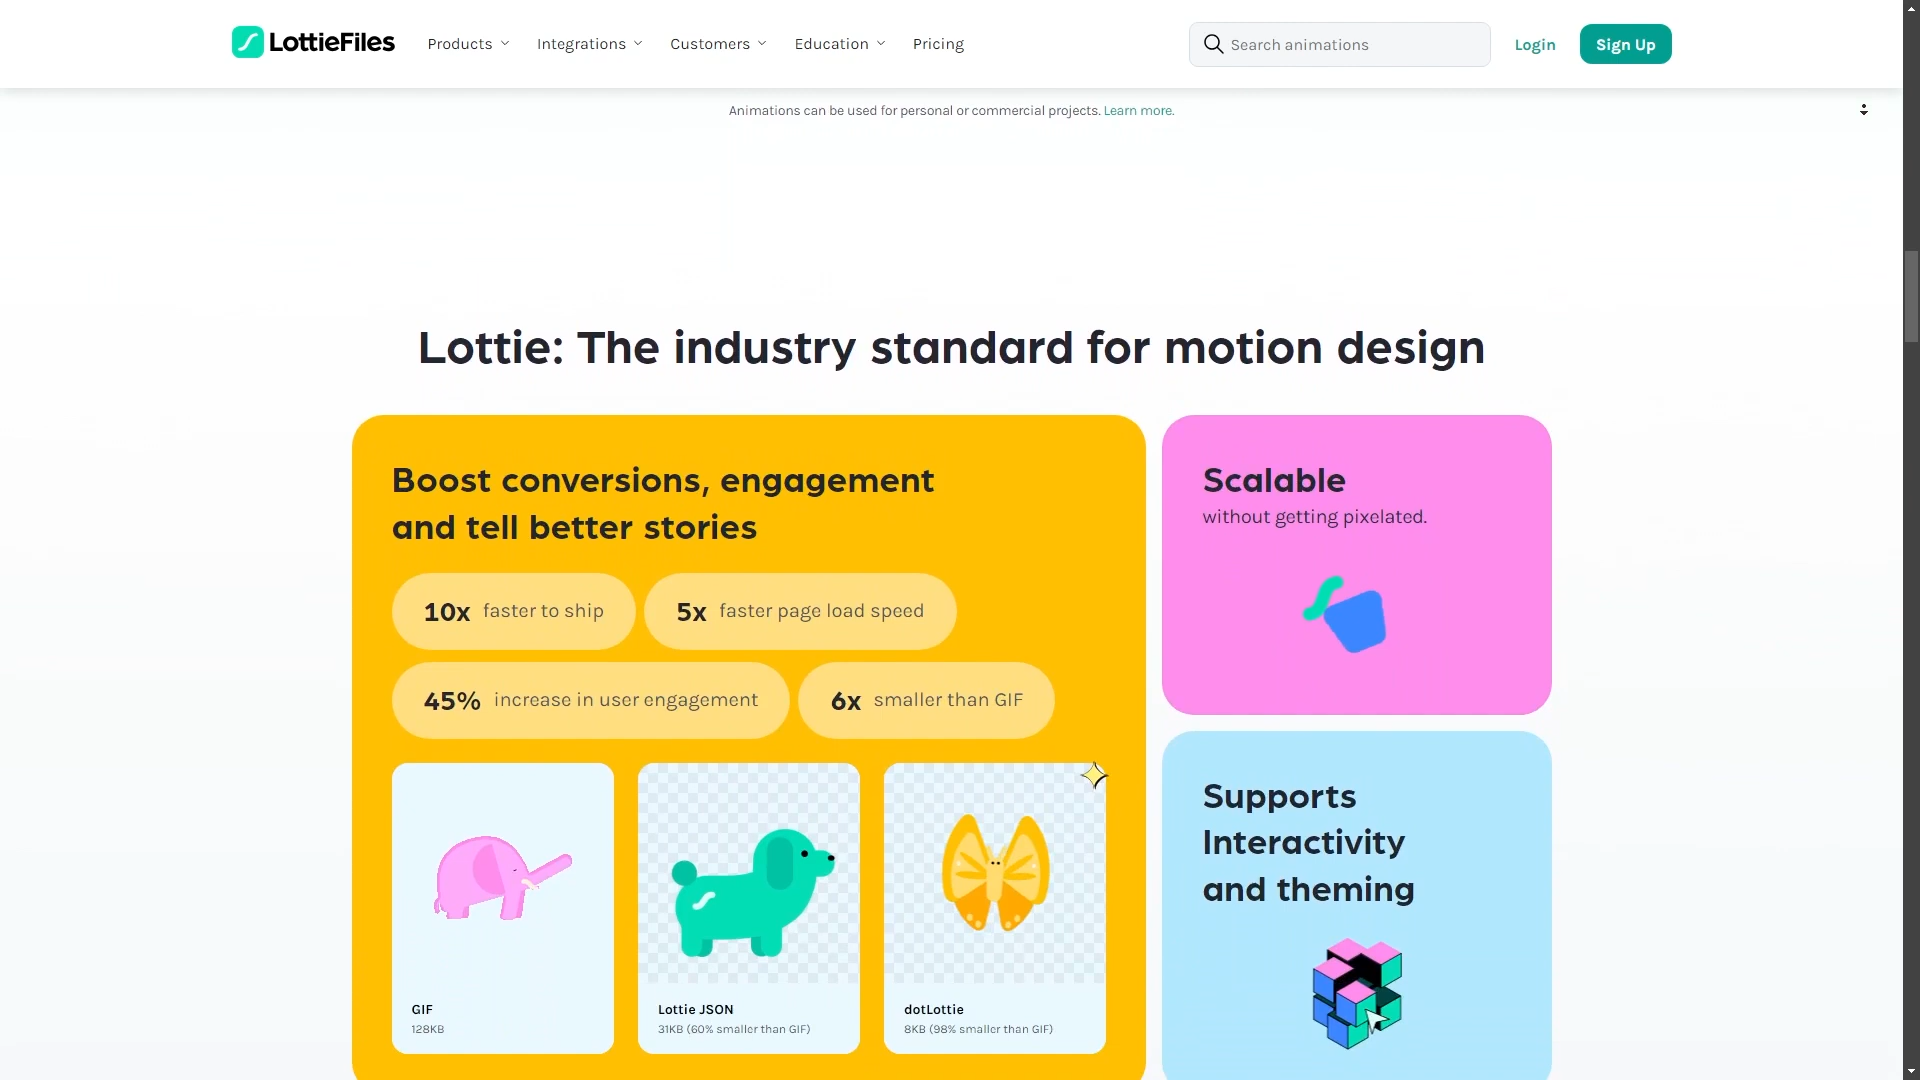 LottieFiles
Products
Integrations
Customers
Education
Pricing
Search animations
Login
Sign Up
Animations can be used for personal or commercial projects. Learn more.
Lottie: The industry standard for motion design
Boost conversions, engagement
and tell better stories
10x faster to ship
5x faster page load speed
45% increase in user engagement
6x smaller than GIF
GIF
128KB
Lottie JSON
31KB (60% smaller than GIF)
dotLottie
8KB (98% smaller than GIF)
Scalable
without getting pixelated.
Supports
Interactivity
and theming